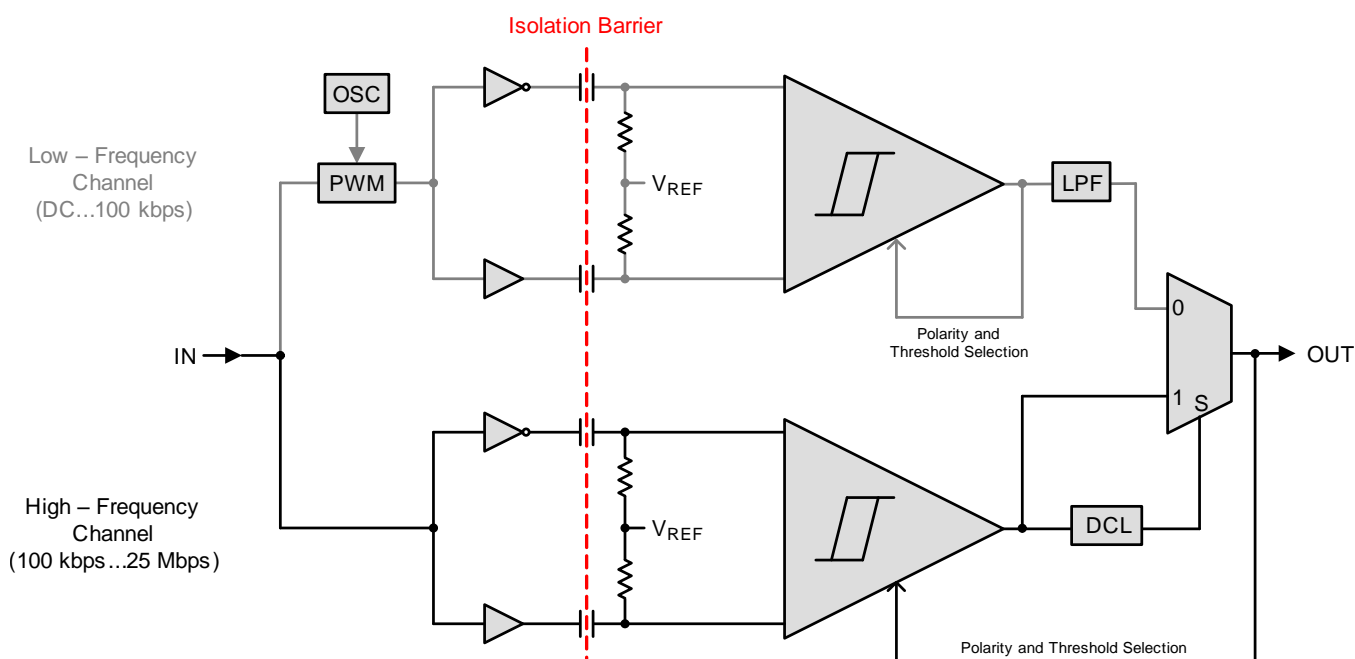 Isolation Barrier
OSC
Low – Frequency
Channel
(DC...100 kbps)
PWM
VREF
LPF
Polarity and
Threshold Selection
0
IN
OUT
1
S
High – Frequency
Channel
(100 kbps...25 Mbps)
VREF
DCL
Polarity and Threshold Selection